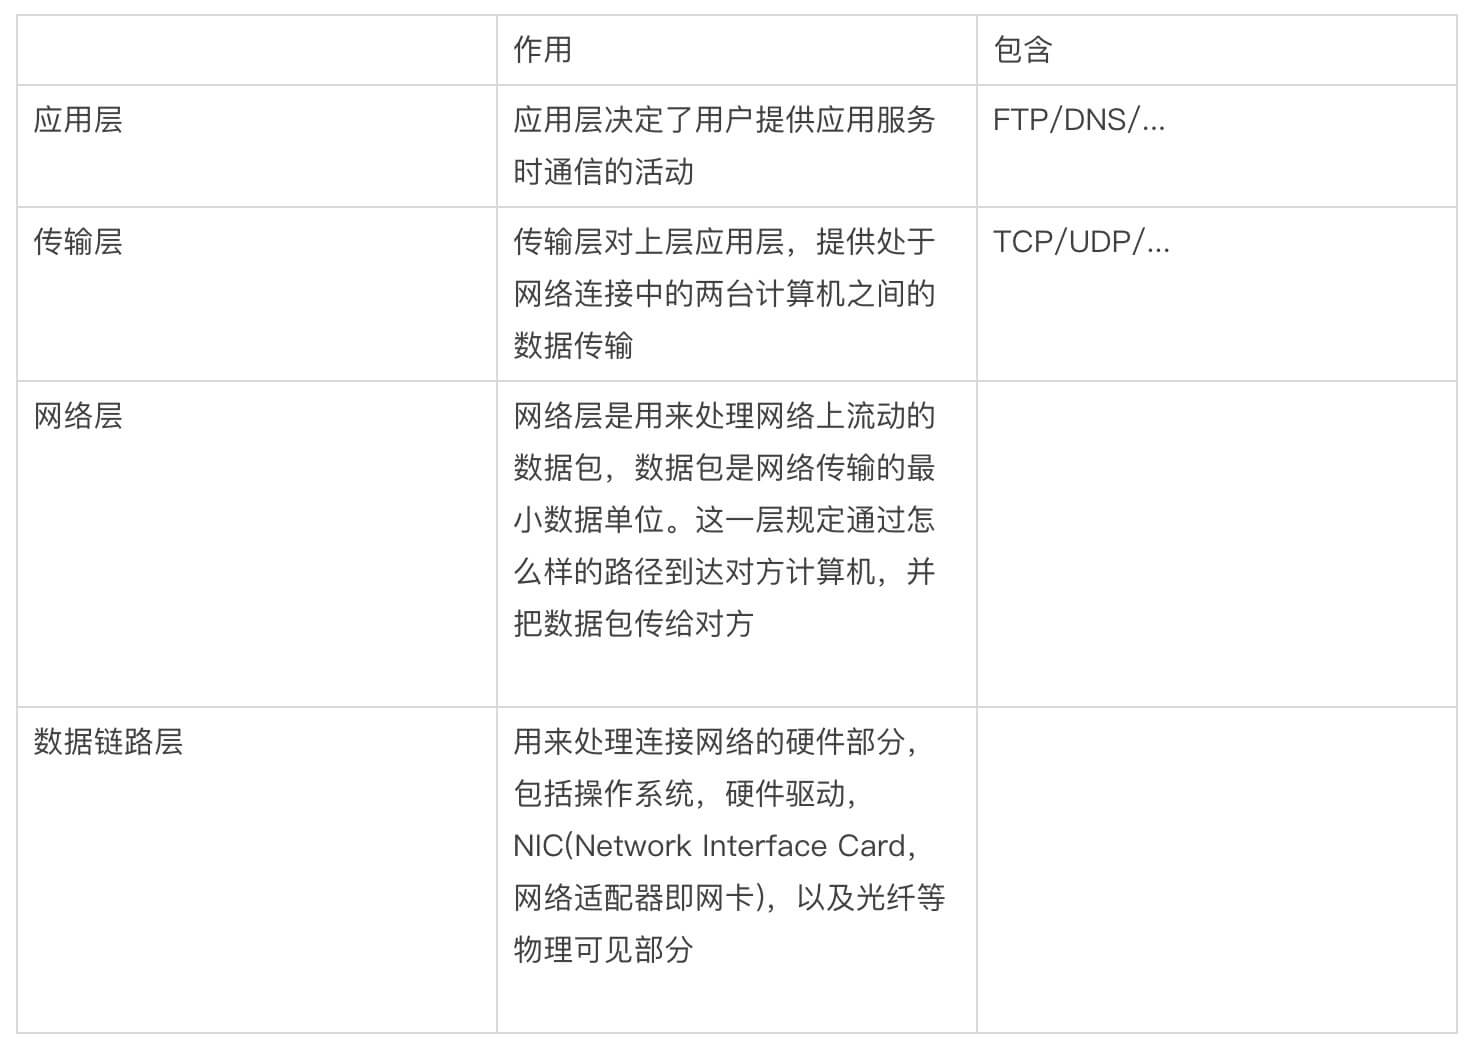 作用
包含
应用层
应用层决定了用户提供应用服务
时通信的活动
FTP/DNS/...
传输层
传输层对上层应用层，提供处于
网络连接中的两台计算机之间的
数据传输
TCP/UDP/...
网络层
网络层是用来处理网络上流动的
数据包，数据包是网络传输的最
小数据单位。这一层规定通过怎
么样的路径到达对方计算机，并
把数据包传给对方
数据链路层
用来处理连接网络的硬件部分，
包括操作系统，硬件驱动，
NIC(Network Interface Card，
网络适配器即网卡)，以及光纤等
物理可见部分